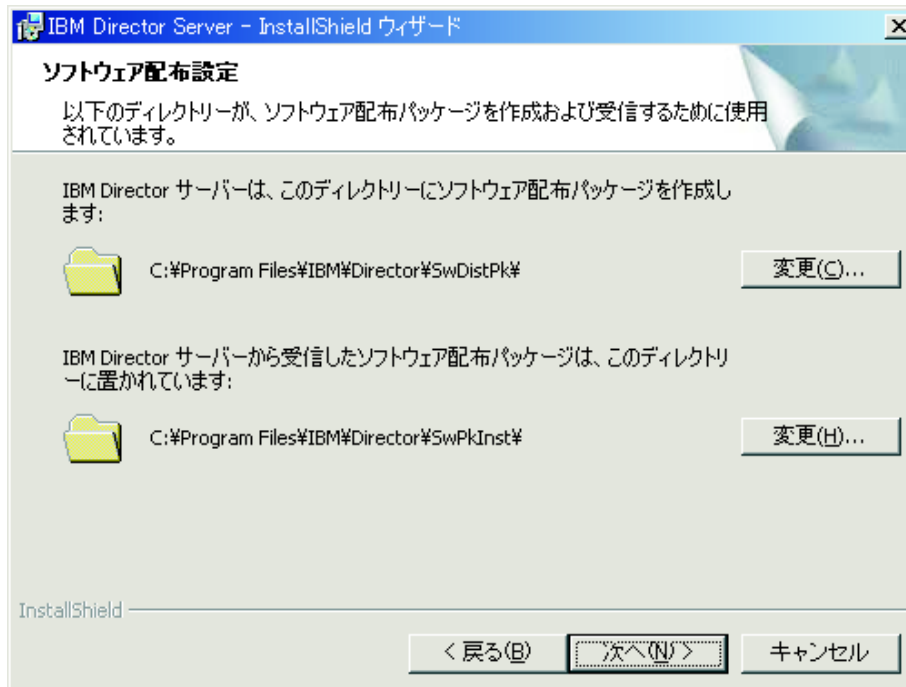 IBM Director Server - InstallShield ウィザード
ソフトウェア配布設定
以下のディレクトリーが、ソフトウェア配布パッケージを作成および受信するために使用
されています。
IBM Director サーバーは、このディレクトリーにソフトウェア配布パッケージを作成し
ます:
C:¥Program Files¥IBM¥Director¥SwDistPk¥
変更(C)...
IBM Director サーバーから受信したソフトウェア配布パッケージは、このディレクトリ
ーに置かれています:
C:¥Program Files¥IBM¥Director¥SwPkInst¥
変更(H)...
InstallShield
< 戻る(B)
次へ(N) >
キャンセル